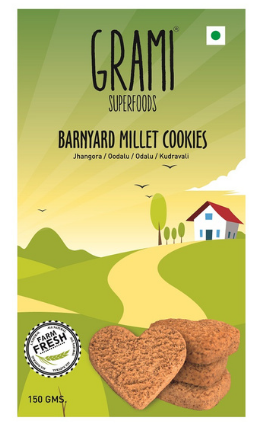 GRAMI
SUPERFOODS
BARNYARD MILLET COOKIES
Jhangora / Oodalu / Odalu / Kudravali
FARM
FRESH
150 GMS.